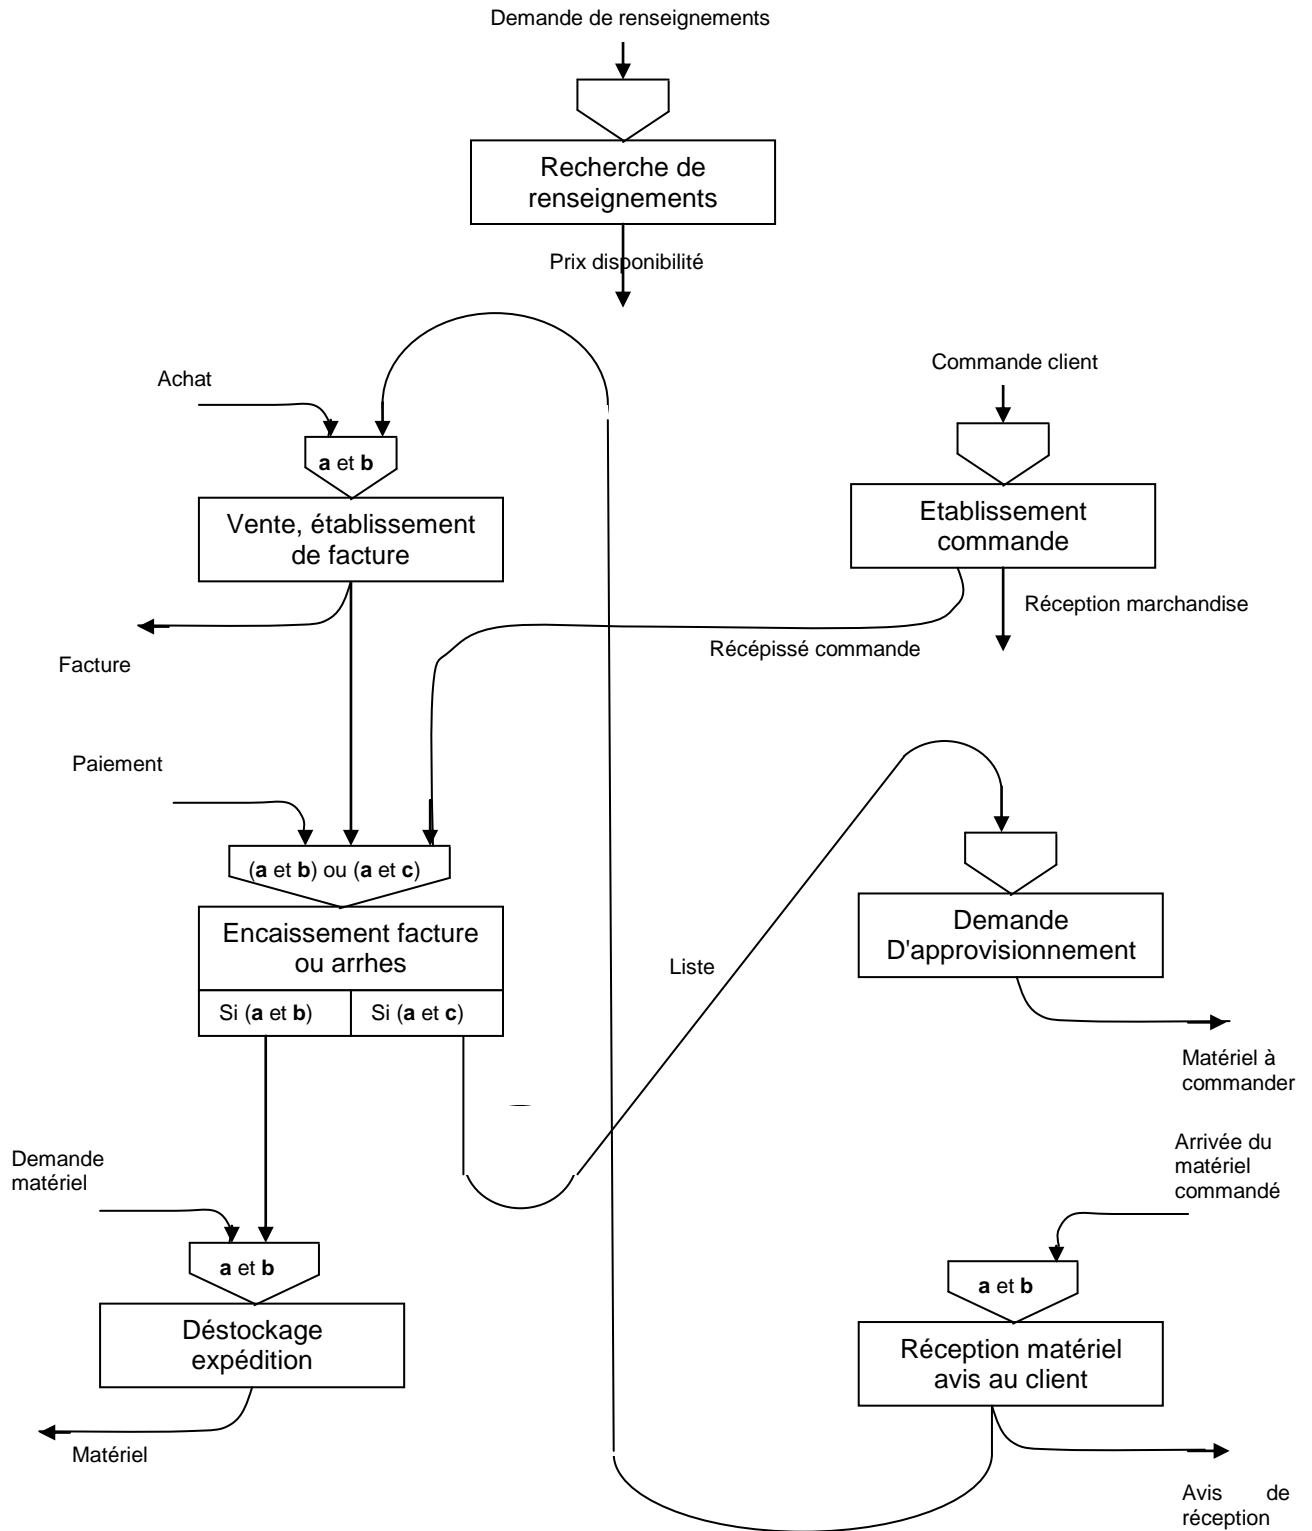 Demande de renseignements
Recherche de
renseignements
Prix disponibilité
Achat
Commande client
a et b
Vente, établissement
de facture
Etablissement
commande
Réception marchandise
Facture
Récépissé commande
Paiement
(a et b) ou (a et c)
Encaissement facture
ou arrhes
Si (a et b)
Si (a et c)
Liste
Demande
D'approvisionnement
Matériel à
commander
Demande
matériel
Arrivée du
matériel
commandé
a et b
a et b
Déstockage
expédition
Réception matériel
avis au client
Matériel
Avis de
réception